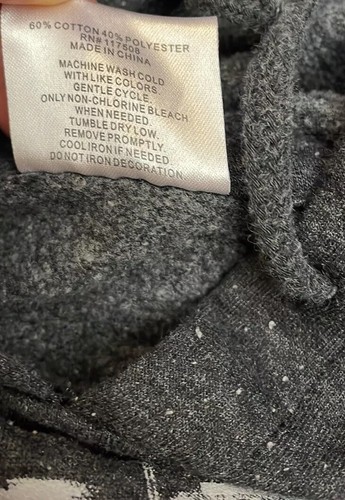 60% COTTON 40% POLYESTER
RN# 117508
MADE IN CHINA
MACHINE WASH COLD
WITH LIKE COLORS.
GENTLE CYCLE.
ONLY NON-CHLORINE BLEACH
WHEN NEEDED.
TUMBLE DRY LOW.
REMOVE PROMPTLY.
COOL IRON IF NEEDED.
DO NOT IRON DECORATION.